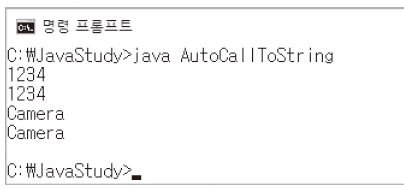 명령 프롬프트
C:₩JavaStudy>java AutoCallToString
1234
1234
Camera
Camera
C:₩JavaStudy>